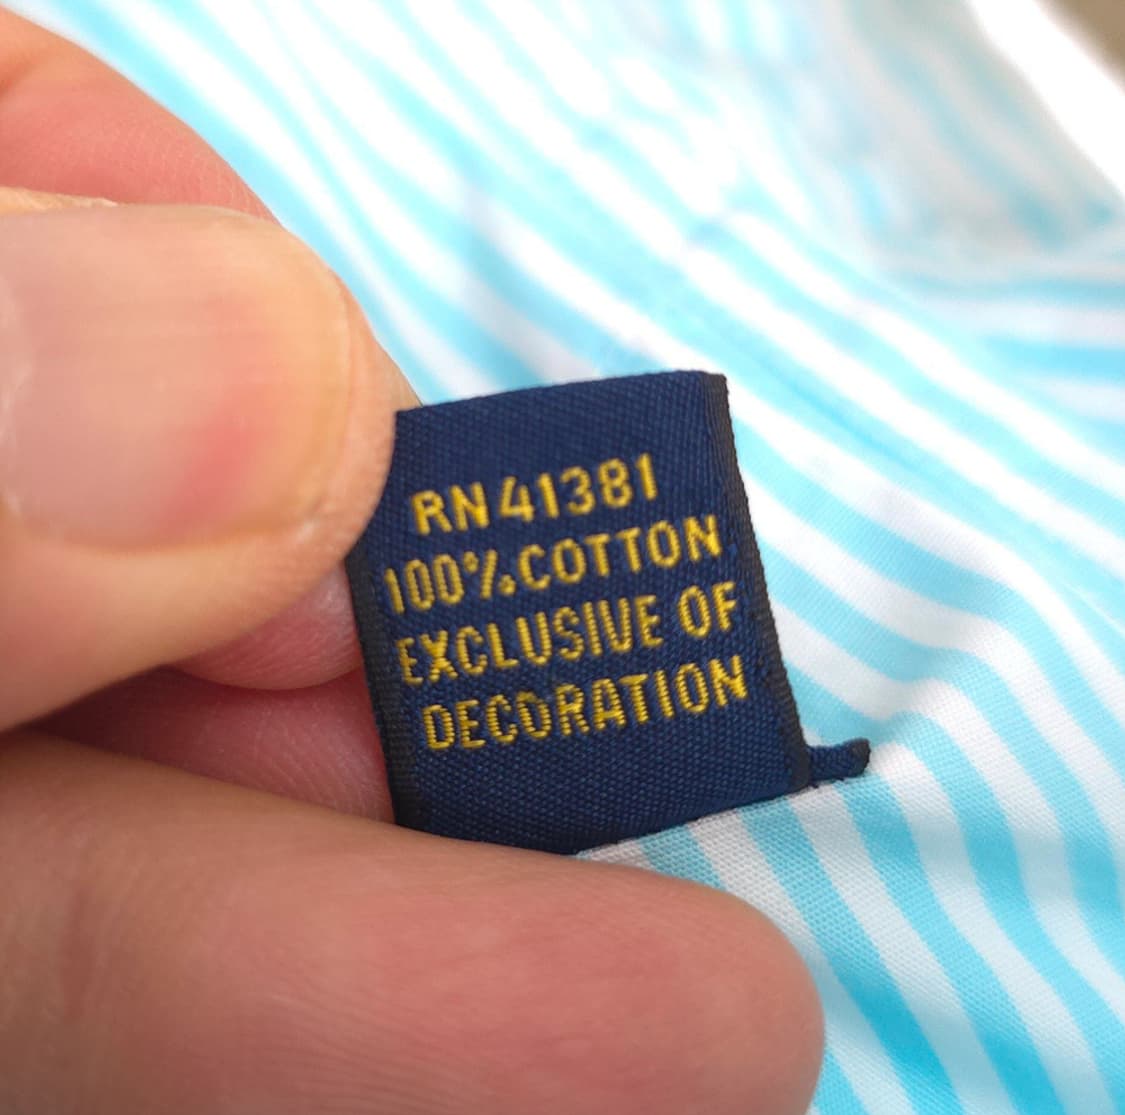 RN 41381
100% COTTON
EXCLUSIVE OF
DECORATION